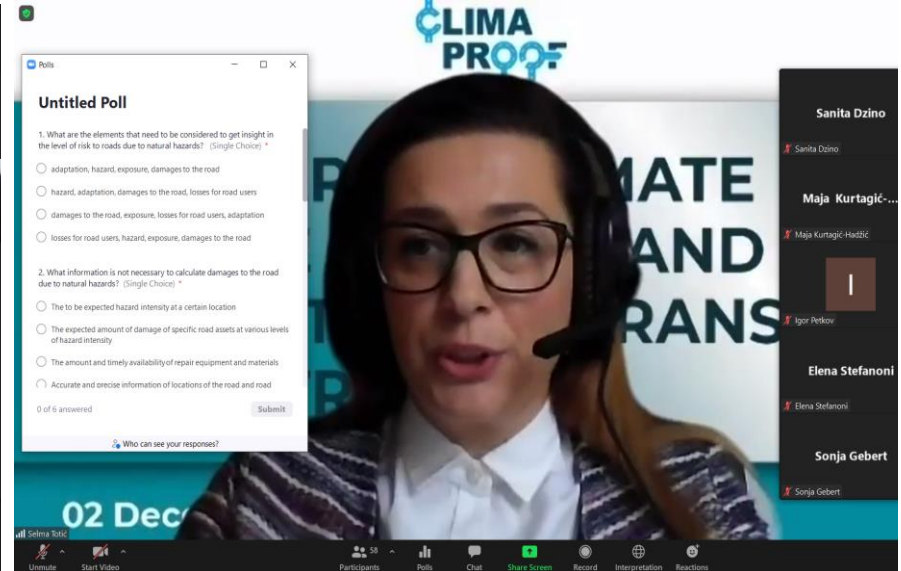 CLIMA
PROOF
Polls
Untitled Poll
1. What are the elements that need to be considered to get insight in
the level of risk to roads due to natural hazards? (Single Choice) *
adaptation, hazard, exposure, damages to the road
hazard, adaptation, damages to the road, losses for road users
damages to the road, exposure, losses for road users, adaptation
losses for road users, hazard, exposure, damages to the road
2. What information is not necessary to calculate damages to the road
due to natural hazards? (Single Choice) *
The to be expected hazard intensity at a certain location
The expected amount of damage of specific road assets at various levels
of hazard intensity
The amount and timely availability of repair equipment and materials
Accurate and precise information of locations of the road and road
0 of 6 answered
Submit
Who can see your responses?
MATE
AND
RANS
02 Dec
Sanita Dzino
Sanita Dzino
Maja Kurtagić-...
Maja Kurtagić-Hadžić
I
Igor Petkov
Elena Stefanoni
Elena Stefanoni
Sonja Gebert
Sonja Gebert
Selma Totić
Unmute
Start Video
58
Participants
Polls
Chat
Share Screen
Record
Interpretation
Reactions